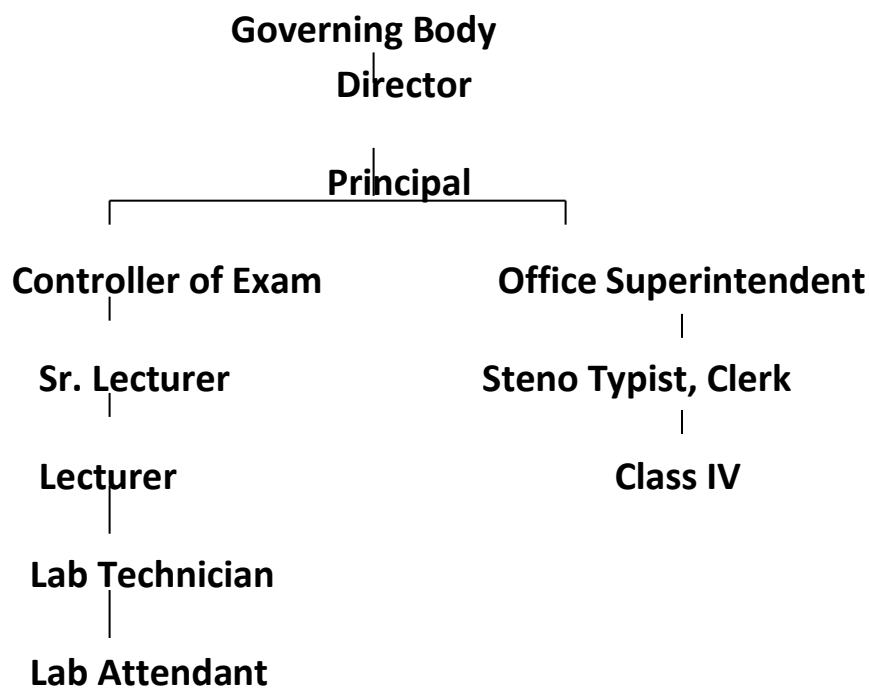 Governing Body
Director
Principal
Controller of Exam
Office Superintendent
Sr. Lecturer
Steno Typist, Clerk
Lecturer
Class IV
Lab Technician
Lab Attendant